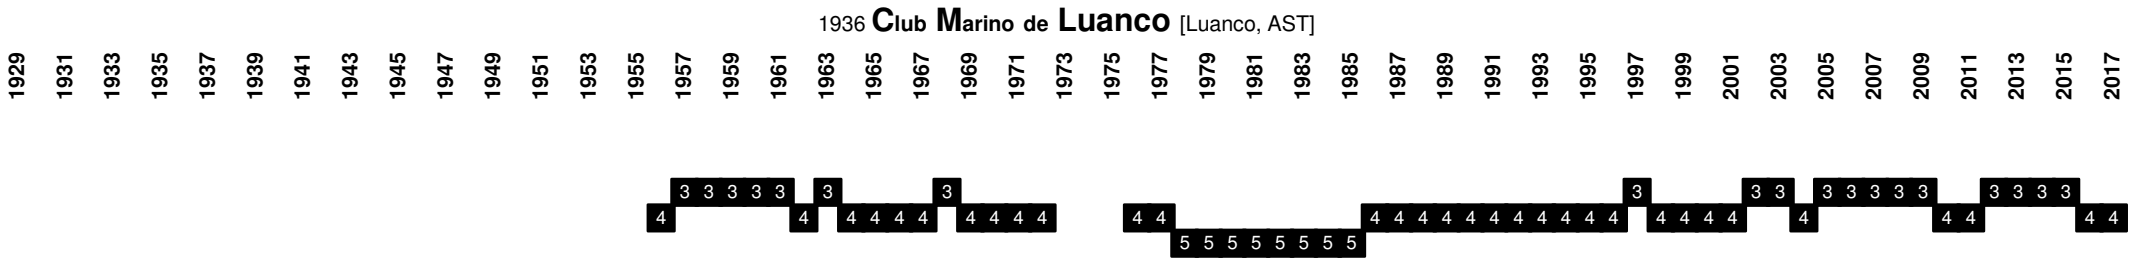 1936 Club Marino de Luanco [Luanco, AST]
1929 1931 1933 1935 1937 1939 1941 1943 1945 1947 1949 1951 1953 1955 1957 1959 1961 1963 1965 1967 1969 1971 1973 1975 1977 1979 1981 1983 1985 1987 1989 1991 1993 1995 1997 1999 2001 2003 2005 2007 2009 2011 2013 2015 2017
3 3 3 3 3 3 3 3 3 3 3 3 3 3 3 3 3 3 3
4 4 4 4 4 4 4 4 4 4 4 4 4 4 4 4 4 4 4 4 4 4 4 4 4 4 4 4 4 4 4 4
5 5 5 5 5 5 5 5